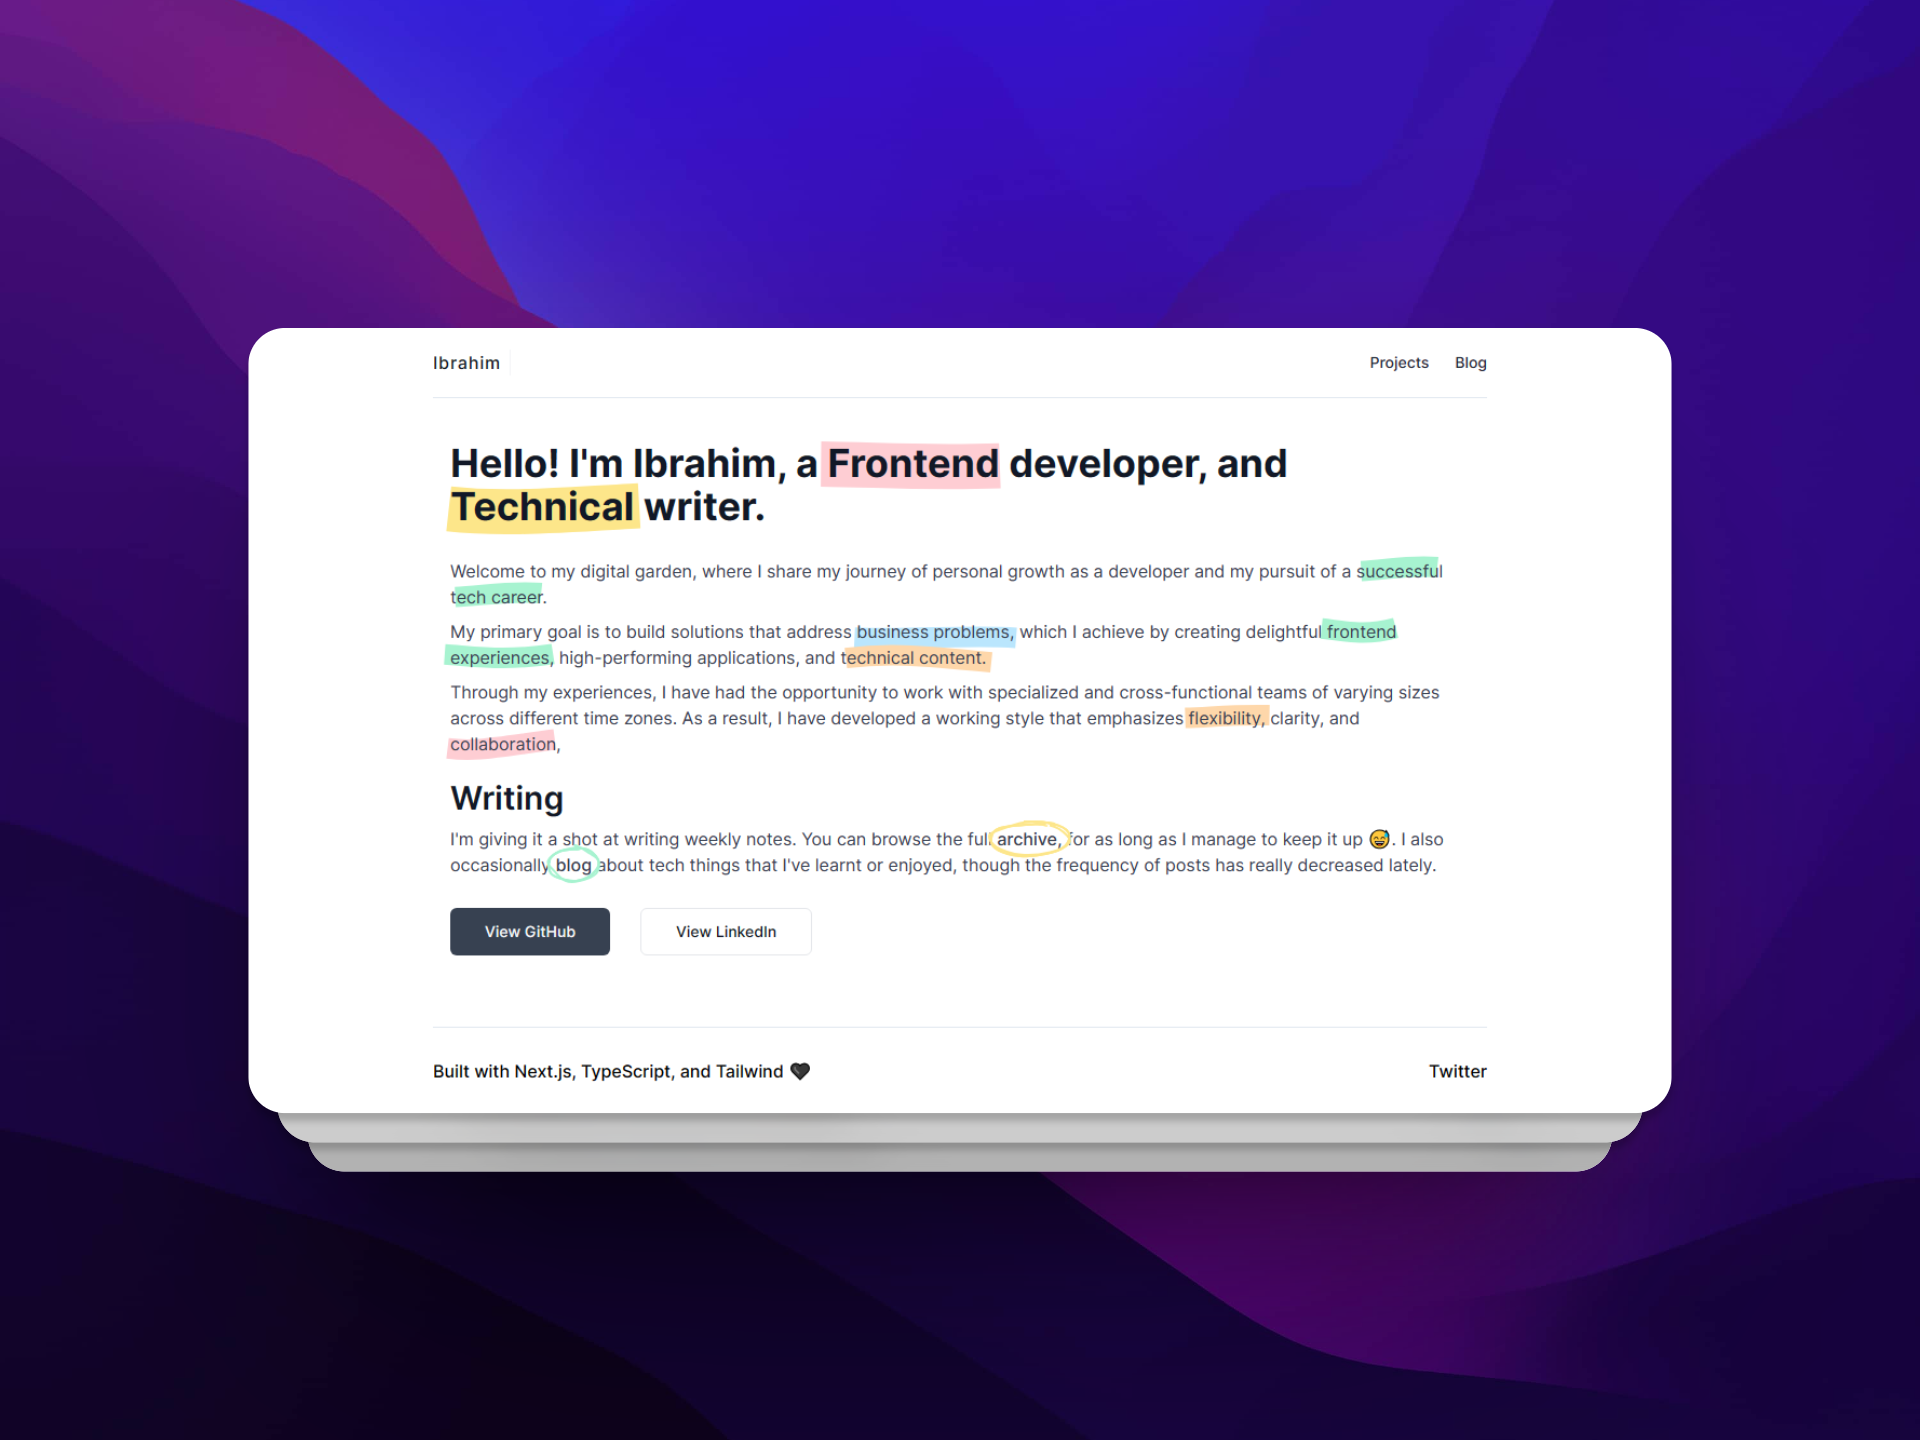 Ibrahim
Projects Blog
Hello! I'm Ibrahim, a Frontend developer, and
Technical writer.
Welcome to my digital garden, where I share my journey of personal growth as a developer and my pursuit of a successful
tech career.
My primary goal is to build solutions that address business problems, which I achieve by creating delightful frontend
experiences, high-performing applications, and technical content.
Through my experiences, I have had the opportunity to work with specialized and cross-functional teams of varying sizes
across different time zones. As a result, I have developed a working style that emphasizes flexibility, clarity, and
collaboration,
Writing
I'm giving it a shot at writing weekly notes. You can browse the full archive, for as long as I manage to keep it up 😅. I also
occasionally blog about tech things that I've learnt or enjoyed, though the frequency of posts has really decreased lately.
View GitHub
View LinkedIn
Built with Next.js, TypeScript, and Tailwind 🖤
Twitter